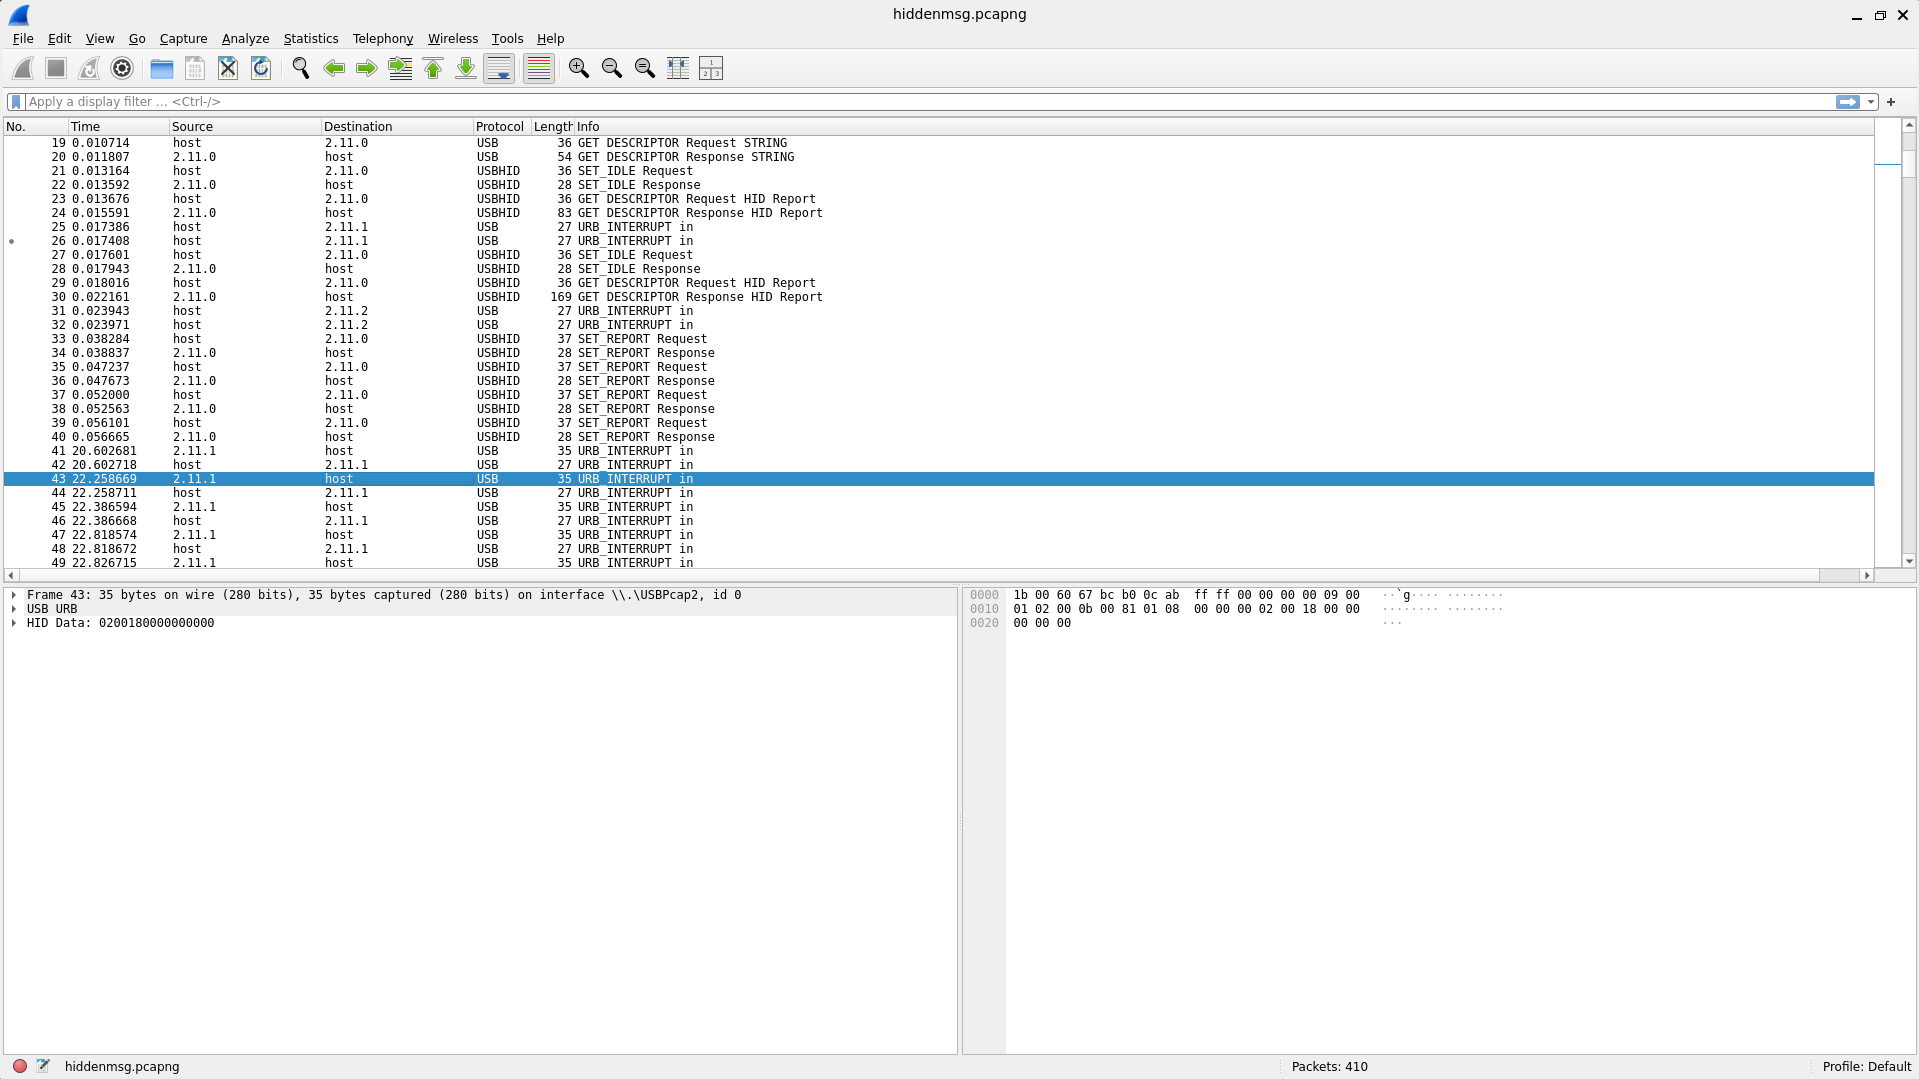 hiddenmsg.pcapng
File Edit View Go Capture Analyze Statistics Telephony Wireless Tools Help
Apply a display filter ... <Ctrl-/>
No. Time Source Destination Protocol Length Info
19 0.010714 host 2.11.0 USB 36 GET DESCRIPTOR Request STRING
20 0.011807 2.11.0 host USB 54 GET DESCRIPTOR Response STRING
21 0.013164 host 2.11.0 USBHID 36 SET_IDLE Request
22 0.013592 2.11.0 host USBHID 28 SET_IDLE Response
23 0.013676 host 2.11.0 USBHID 36 GET DESCRIPTOR Request HID Report
24 0.015591 2.11.0 host USBHID 83 GET DESCRIPTOR Response HID Report
25 0.017386 host 2.11.1 USB 27 URB_INTERRUPT in
26 0.017408 host 2.11.1 USB 27 URB_INTERRUPT in
27 0.017601 host 2.11.0 USBHID 36 SET_IDLE Request
28 0.017943 2.11.0 host USBHID 28 SET_IDLE Response
29 0.018016 host 2.11.0 USBHID 36 GET DESCRIPTOR Request HID Report
30 0.022161 2.11.0 host USBHID 169 GET DESCRIPTOR Response HID Report
31 0.023943 host 2.11.2 USB 27 URB_INTERRUPT in
32 0.023971 host 2.11.2 USB 27 URB_INTERRUPT in
33 0.038284 host 2.11.0 USBHID 37 SET_REPORT Request
34 0.038837 2.11.0 host USBHID 28 SET_REPORT Response
35 0.047237 host 2.11.0 USBHID 37 SET_REPORT Request
36 0.047673 2.11.0 host USBHID 28 SET_REPORT Response
37 0.052000 host 2.11.0 USBHID 37 SET_REPORT Request
38 0.052563 2.11.0 host USBHID 28 SET_REPORT Response
39 0.056101 host 2.11.0 USBHID 37 SET_REPORT Request
40 0.056665 2.11.0 host USBHID 28 SET_REPORT Response
41 20.602681 2.11.1 host USB 35 URB_INTERRUPT in
42 20.602718 host 2.11.1 USB 27 URB_INTERRUPT in
43 22.258669 2.11.1 host USB 35 URB_INTERRUPT in
44 22.258711 host 2.11.1 USB 27 URB_INTERRUPT in
45 22.386594 2.11.1 host USB 35 URB_INTERRUPT in
46 22.386668 host 2.11.1 USB 27 URB_INTERRUPT in
47 22.818574 2.11.1 host USB 35 URB_INTERRUPT in
48 22.818672 host 2.11.1 USB 27 URB_INTERRUPT in
49 22.826715 2.11.1 host USB 35 URB_INTERRUPT in
Frame 43: 35 bytes on wire (280 bits), 35 bytes captured (280 bits) on interface \\.\USBPcap2, id 0
USB URB
HID Data: 0200180000000000
0000 1b 00 60 67 bc b0 0c ab ff ff 00 00 00 00 09 00 ··`g···· ········
0010 01 02 00 0b 00 81 01 08 00 00 00 02 00 18 00 00 ········ ········
0020 00 00 00 ···
hiddenmsg.pcapng
Packets: 410
Profile: Default